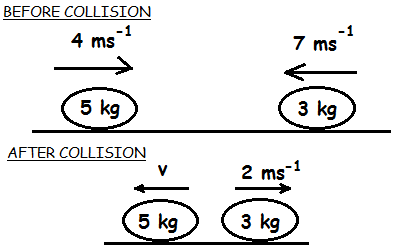 BEFORE COLLISION
4 ms⁻¹ 7 ms⁻¹
5 kg 3 kg
AFTER COLLISION
v 2 ms⁻¹
5 kg 3 kg